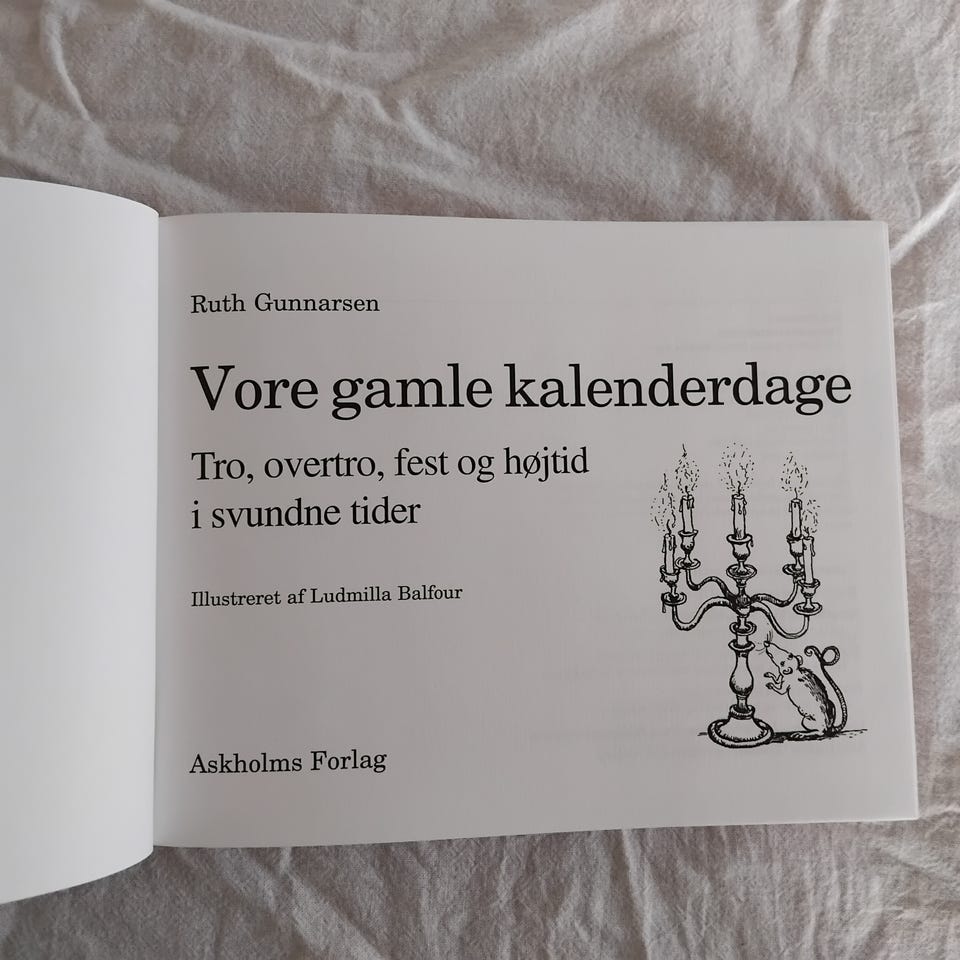 Ruth Gunnarsen
Vore gamle kalenderdage
Tro, overtro, fest og højtid
i svundne tider
Illustreret af Ludmilla Balfour
Askholms Forlag